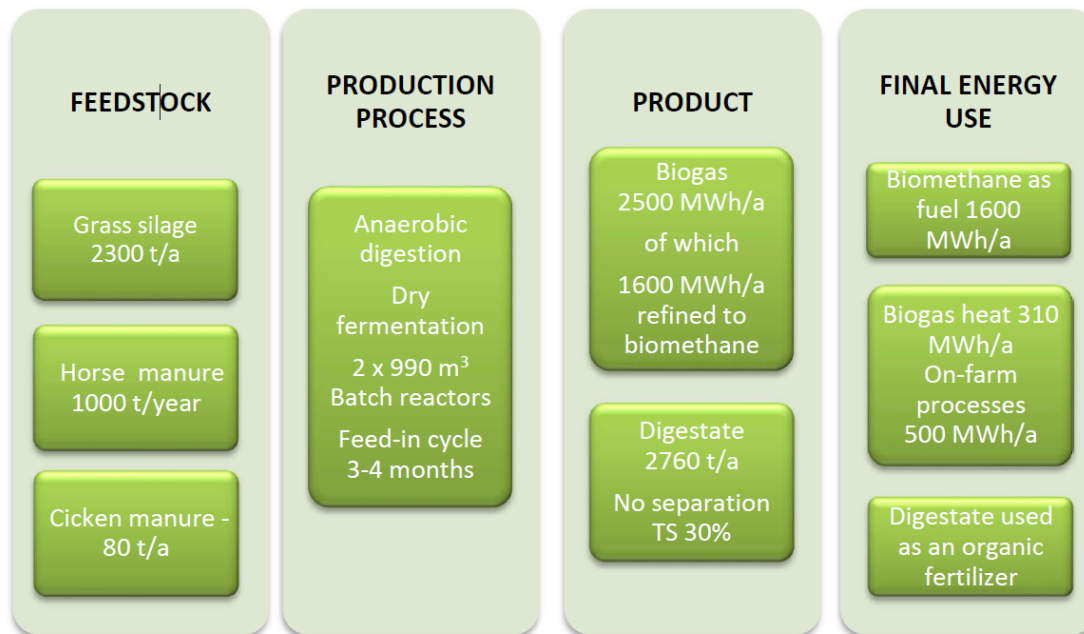 FEEDSTOCK
Grass silage
2300 t/a
Horse manure
1000 t/year
Cicken manure -
80 t/a
PRODUCTION
PROCESS
Anaerobic
digestion
Dry
fermentation
2 x 990 m³
Batch reactors
Feed-in cycle
3-4 months
PRODUCT
Biogas
2500 MWh/a
of which
1600 MWh/a
refined to
biomethane
Digestate
2760 t/a
No separation
TS 30%
FINAL ENERGY
USE
Biomethane as
fuel 1600
MWh/a
Biogas heat 310
MWh/a
On-farm
processes
500 MWh/a
Digestate used
as an organic
fertilizer